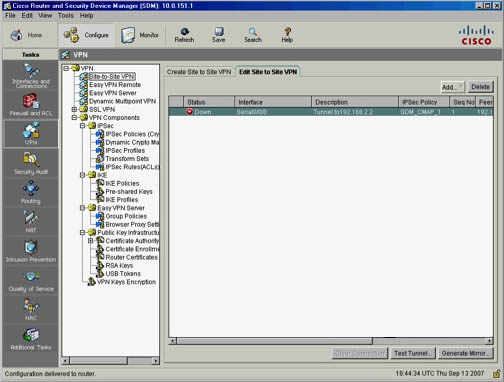 Cisco Router and Security Device Manager (SDM): 10.0.151.1
File Edit View Tools Help
Home
Configure
Monitor
Refresh
Save
Search
Help
CISCO
Tasks
VPN
Interfaces and Connections
Firewall and ACL
VPN
Security Audit
Routing
NAT
Intrusion Prevention
Quality of Service
NAC
Additional Tasks
VPN
Site-to-Site VPN
Easy VPN Remote
Easy VPN Server
Dynamic Multipoint VPN
SSL VPN
VPN Components
IPSec
IPSec Policies (Cry
Dynamic Crypto Ma
IPSec Profiles
Transform Sets
IPSec Rules(ACLs)
IKE
IKE Policies
Pre-shared Keys
IKE Profiles
Easy VPN Server
Group Policies
Browser Proxy Setti
Public Key Infrastructu
Certificate Authority
Certificate Enrollme
Router Certificates
RSA Keys
USB Tokens
VPN Keys Encryption
Create Site to Site VPN
Edit Site to Site VPN
Add...
Delete
Status Interface Description IPSec Policy Seq No Peer
Down Serial0/0/0 Tunnel to192.168.2.2 SDM_CMAP_1 1 192.1
Clear Connection
Test Tunnel...
Generate Mirror...
Configuration delivered to router.
18:44:34 UTC Thu Sep 13 2007